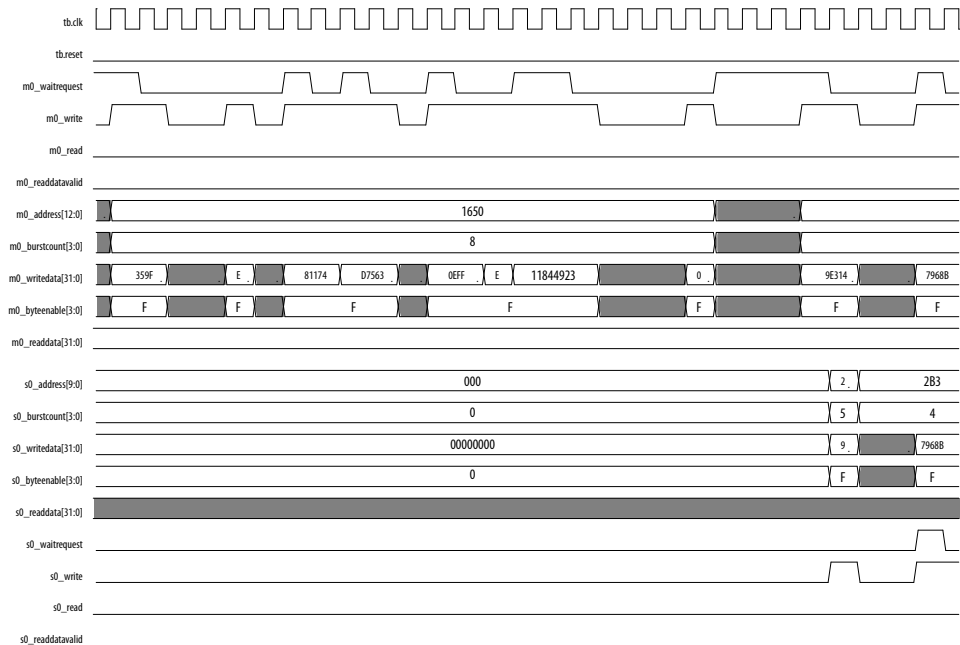 tb.clk
tb.reset
m0_waitrequest
m0_write
m0_read
m0_readdatavalid
m0_address[12:0] . 1650 .
m0_burstcount[3:0] 8
m0_writedata[31:0] 359F . . E . . 81174 D7563 . . 0EFF . E 11844923 . 0 . . 9E314 . 7968B
m0_byteenable[3:0] F F F F F F F
m0_readdata[31:0]
s0_address[9:0] 000 2 . 2B3
s0_burstcount[3:0] 0 5 4
s0_writedata[31:0] 00000000 9 . . 7968B
s0_byteenable[3:0] 0 F F
s0_readdata[31:0]
s0_waitrequest
s0_write
s0_read
s0_readdatavalid